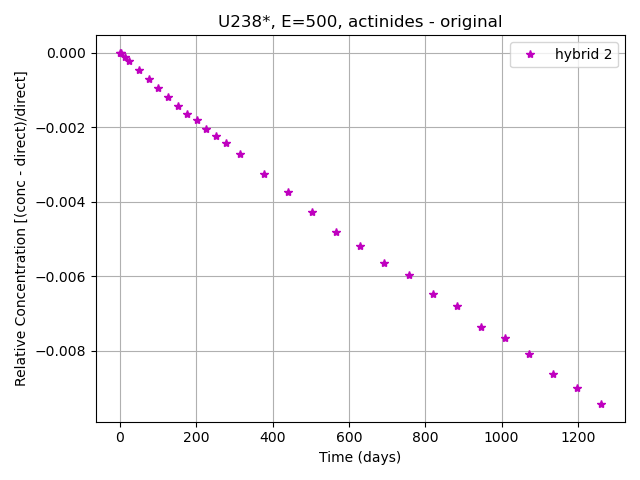 U238*, E=500, actinides - original
hybrid 2
0.000
−0.002
−0.004
−0.006
−0.008
Relative Concentration [(conc - direct)/direct]
0 200 400 600 800 1000 1200
Time (days)